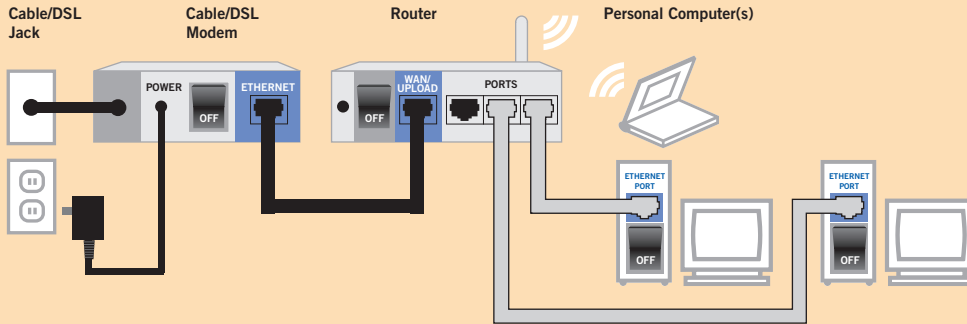 Cable/DSL
Jack
Cable/DSL
Modem
Router
Personal Computer(s)
POWER
OFF
ETHERNET
OFF
WAN/
UPLOAD
PORTS
ETHERNET
PORT
OFF
ETHERNET
PORT
OFF